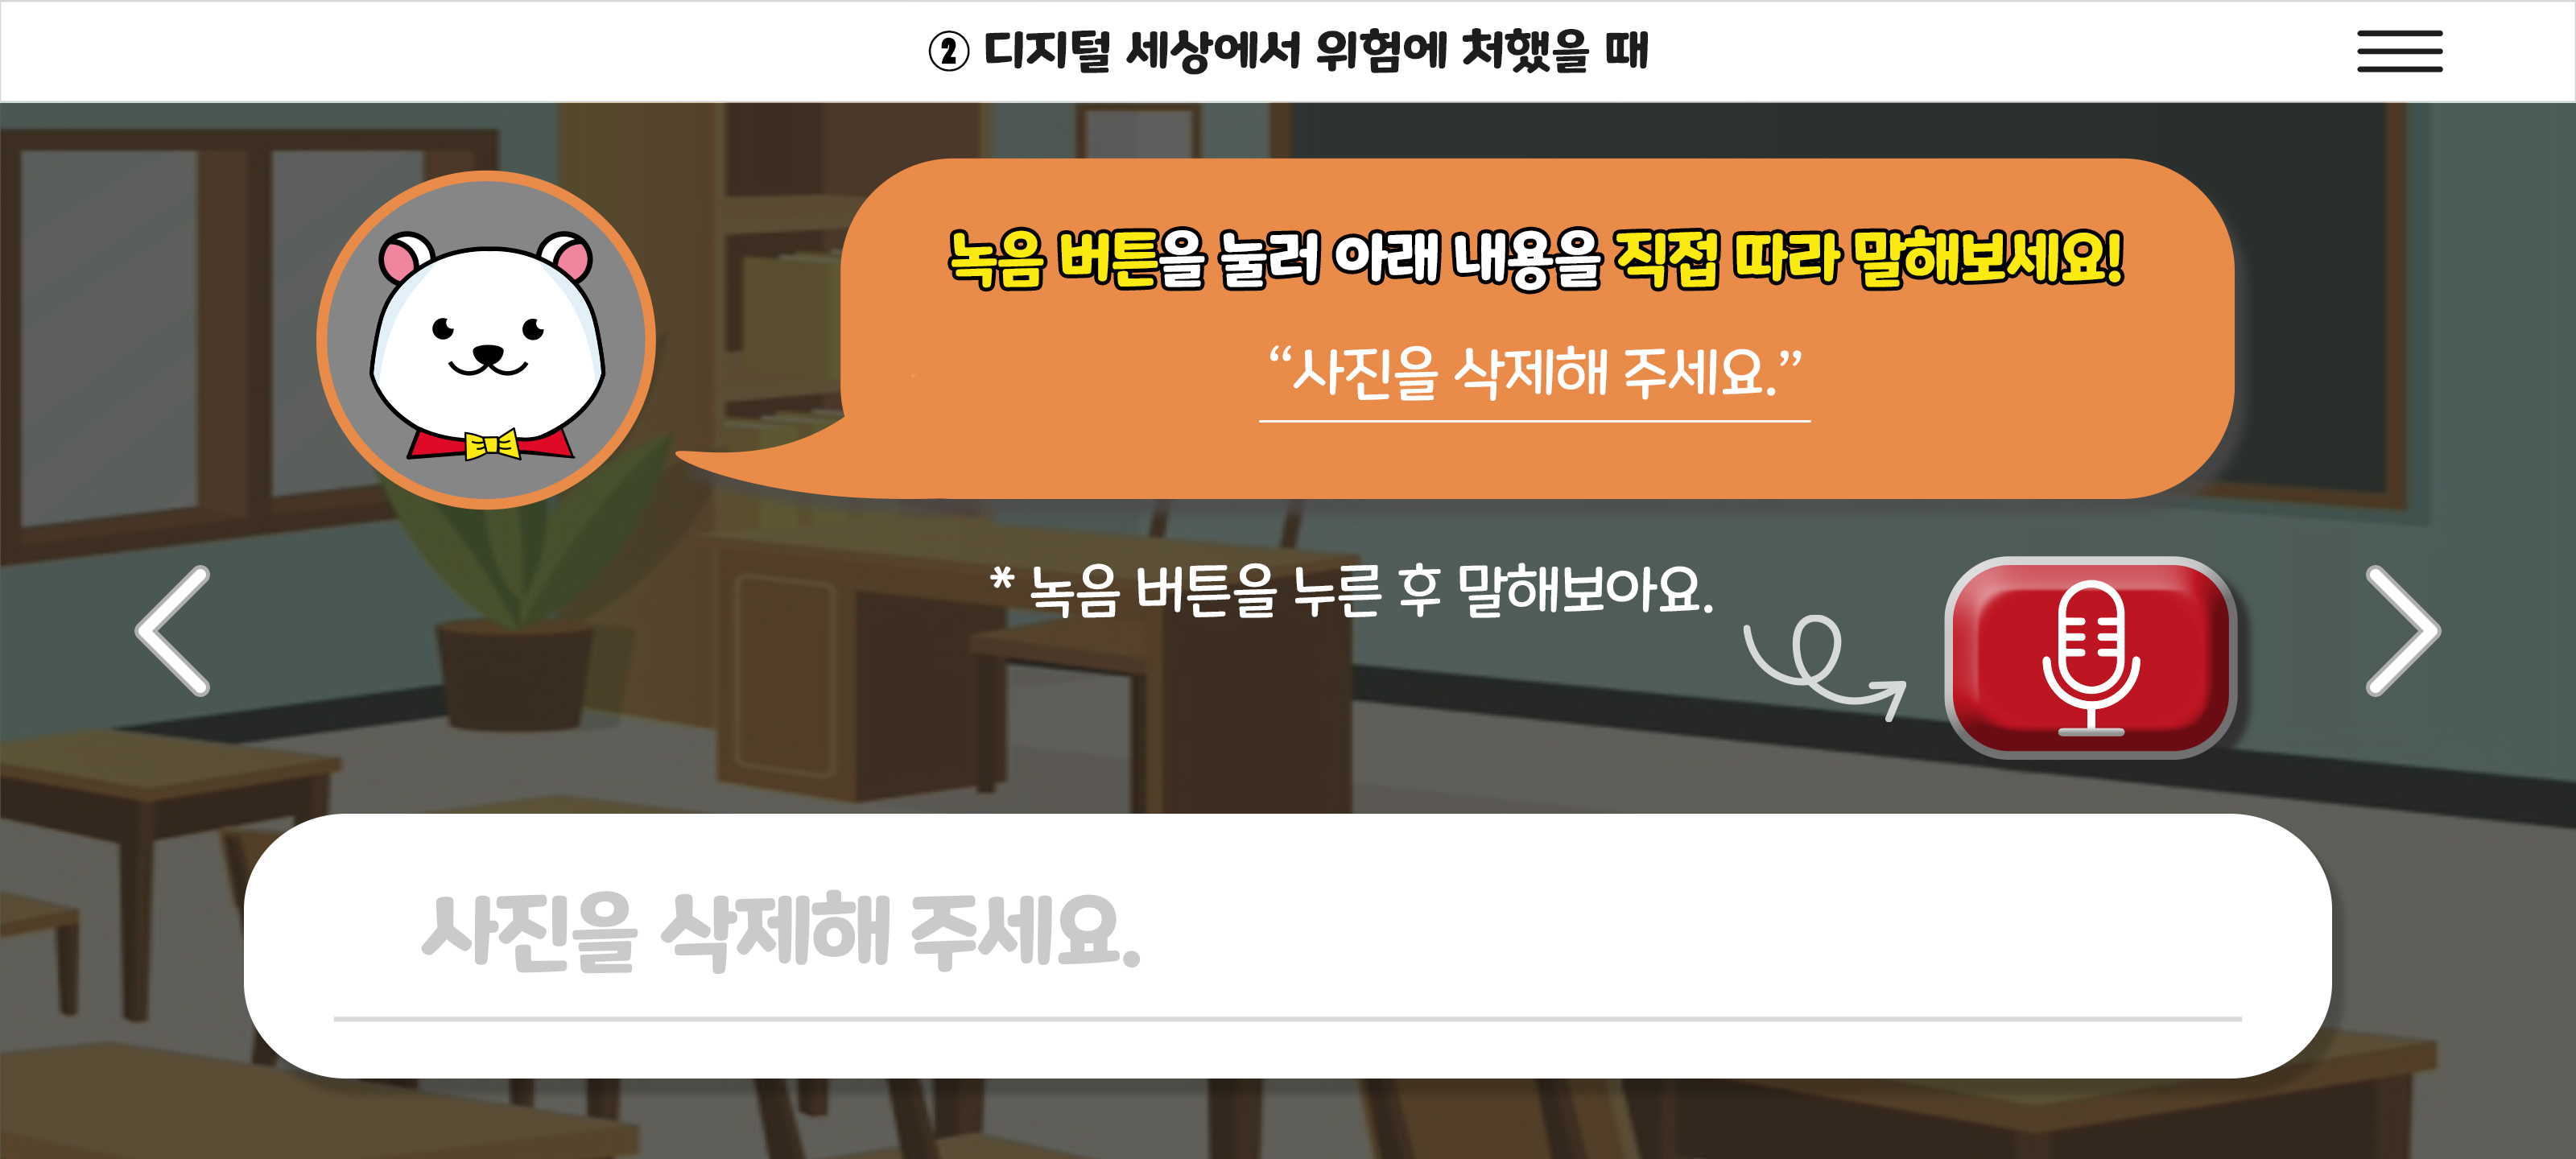 ② 디지털 세상에서 위험에 처했을 때
녹음 버튼을 눌러 아래 내용을 직접 따라 말해보세요!
“사진을 삭제해 주세요.”
* 녹음 버튼을 누른 후 말해보아요.
사진을 삭제해 주세요.